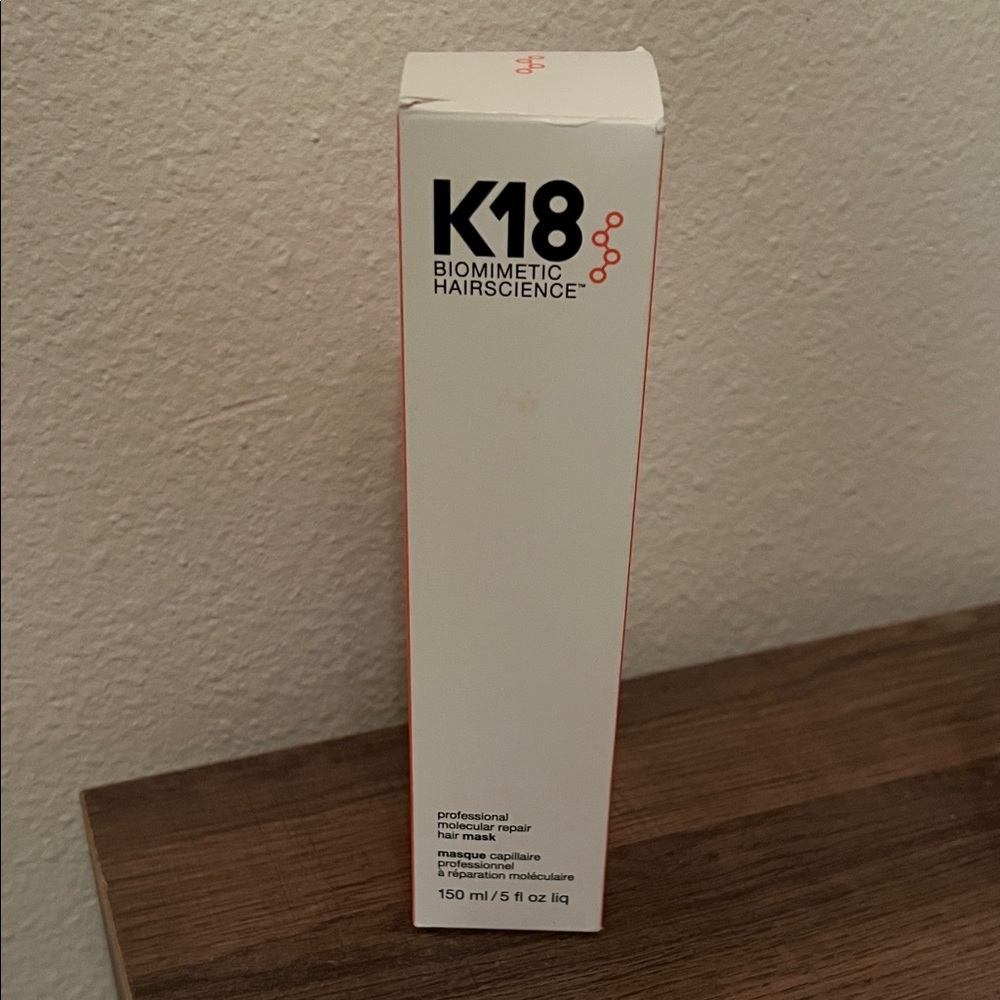 K18
BIOMIMETIC
HAIRSCIENCE™
professional
molecular repair
hair mask
masque capillaire
professionnel
à réparation moléculaire
150 ml/5 fl oz liq